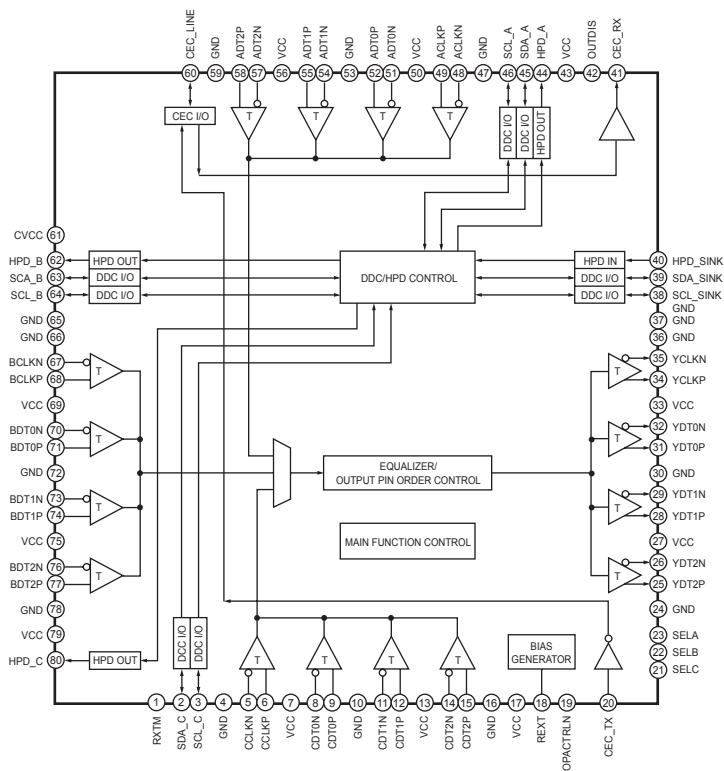 CEC_LINE
GND
ADT2P
ADT2N
VCC
ADT1P
ADT1N
GND
ADT0P
ADT0N
VCC
ACLKP
ACLKN
GND
SCL_A
SDA_A
HPD_A
VCC
OUTDIS
CEC_RX
60 59 58 57 56 55 54 53 52 51 50 49 48 47 46 45 44 43 42 41
CEC I/O
T T T T
DDC I/O
DDC I/O
HPD OUT
CVCC 61
HPD_B 62 HPD OUT
SCA_B 63 DDC I/O
SCL_B 64 DDC I/O
DDC/HPD CONTROL
HPD IN 40 HPD_SINK
DDC I/O 39 SDA_SINK
DDC I/O 38 SCL_SINK
GND
GND 65
GND 66
37 GND
36 GND
BCLKN 67
BCLKP 68
T
T
35 YCLKN
34 YCLKP
VCC 69
33 VCC
BDT0N 70
BDT0P 71
T
T
32 YDT0N
31 YDT0P
GND 72
EQUALIZER/
OUTPUT PIN ORDER CONTROL
30 GND
BDT1N 73
BDT1P 74
T
T
29 YDT1N
28 YDT1P
VCC 75
MAIN FUNCTION CONTROL
27 VCC
BDT2N 76
BDT2P 77
T
T
26 YDT2N
25 YDT2P
GND 78
24 GND
VCC 79
HPD_C 80 HPD OUT
DCC I/O
DDC I/O
T T T T
BIAS
GENERATOR
23 SELA
22 SELB
21 SELC
1 2 3 4 5 6 7 8 9 10 11 12 13 14 15 16 17 18 19 20
RXTM
SDA_C
SCL_C
GND
CCLKN
CCLKP
VCC
CDT0N
CDT0P
GND
CDT1N
CDT1P
VCC
CDT2N
CDT2P
GND
VCC
REXT
OPACTRLN
CEC_TX